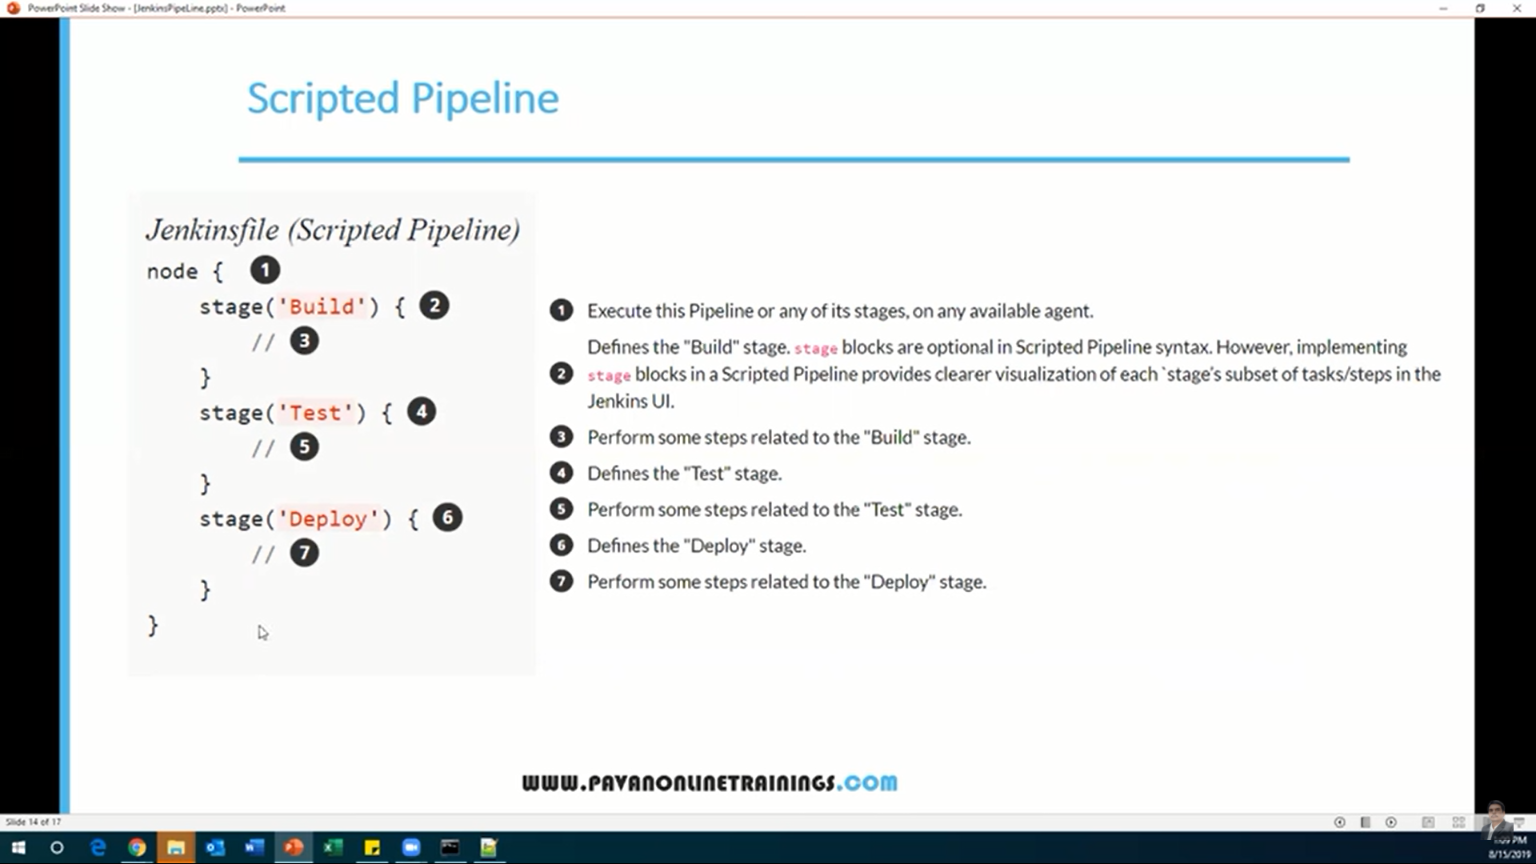 PowerPoint Slide Show - [JenkinsPipeLine.pptx] - PowerPoint
Scripted Pipeline
Jenkinsfile (Scripted Pipeline)
node { 1
stage('Build') { 2
// 3
}
stage('Test') { 4
// 5
}
stage('Deploy') { 6
// 7
}
}
1 Execute this Pipeline or any of its stages, on any available agent.
Defines the "Build" stage. stage blocks are optional in Scripted Pipeline syntax. However, implementing
2 stage blocks in a Scripted Pipeline provides clearer visualization of each `stage's subset of tasks/steps in the
Jenkins UI.
3 Perform some steps related to the "Build" stage.
4 Defines the "Test" stage.
5 Perform some steps related to the "Test" stage.
6 Defines the "Deploy" stage.
7 Perform some steps related to the "Deploy" stage.
WWW.PAVANONLINETRAININGS.COM
Slide 14 of 17
8/15/2019